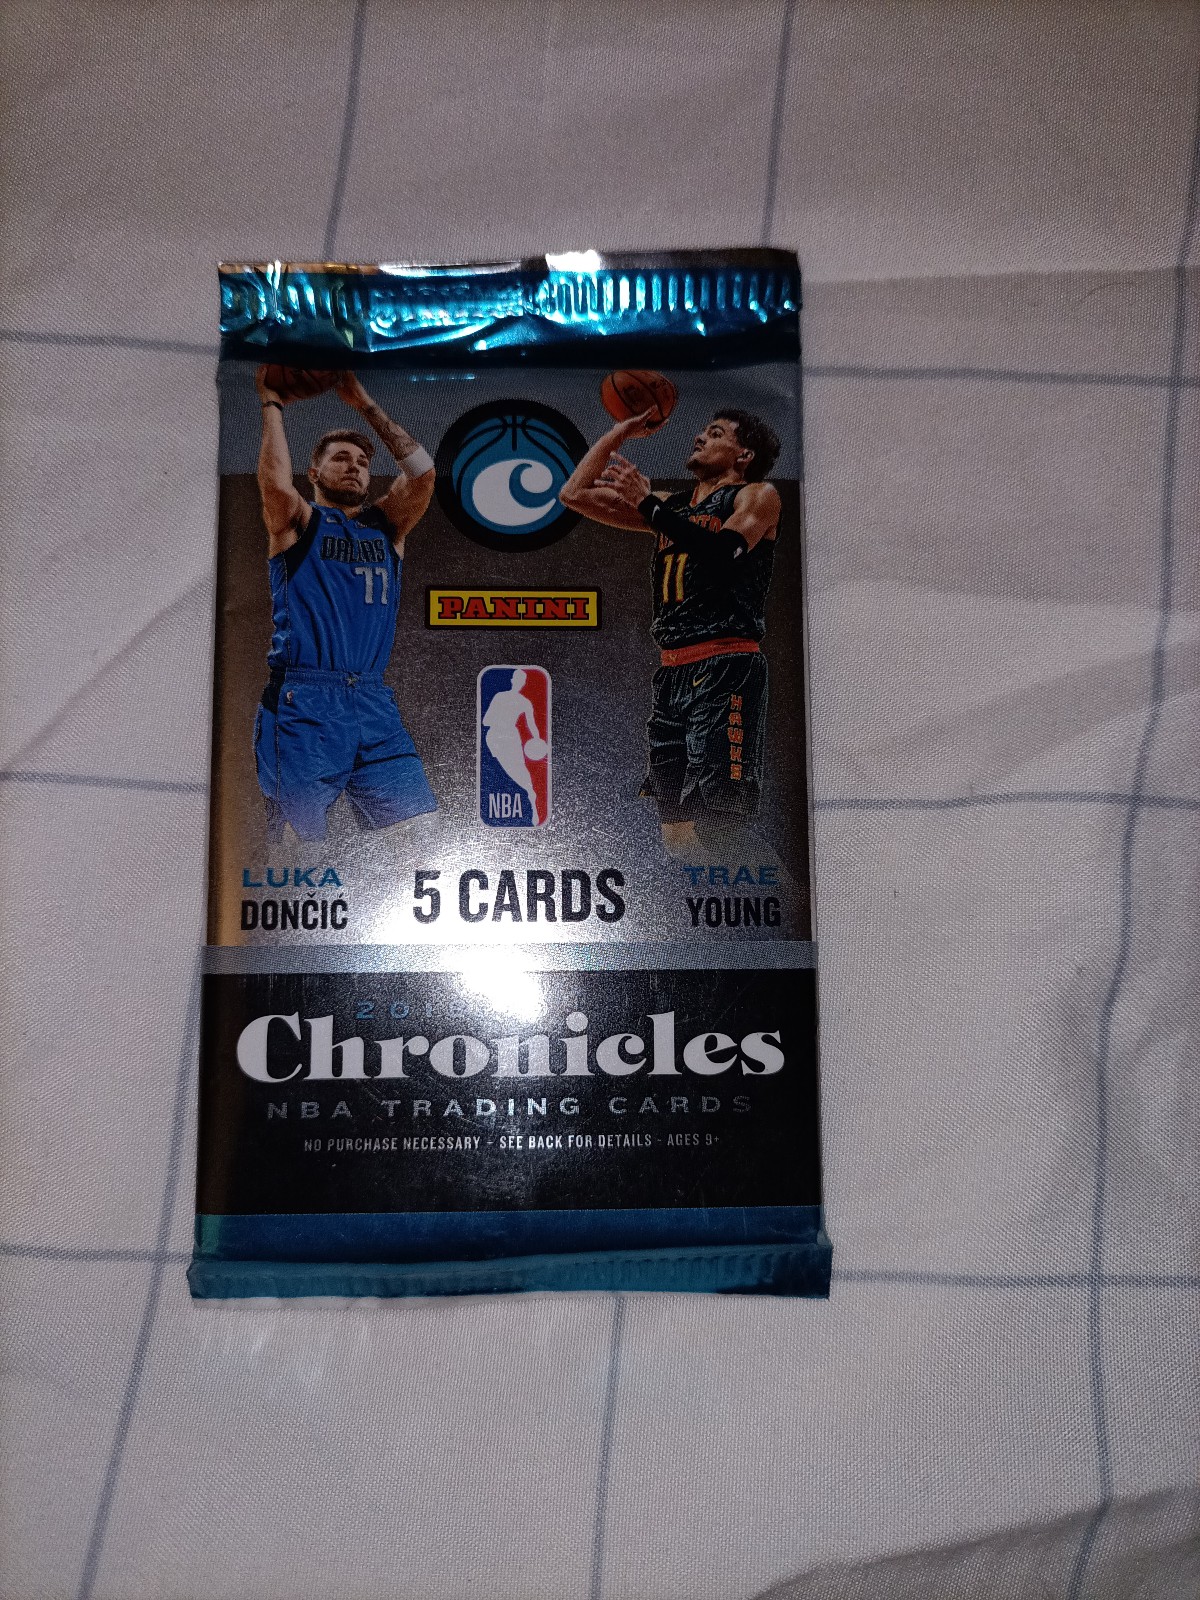 C
DALLAS
77
11
PANINI
HAWKS
NBA
LUKA
DONČIĆ
5 CARDS
TRAE
YOUNG
Chronicles
NBA TRADING CARDS
NO PURCHASE NECESSARY - SEE BACK FOR DETAILS - AGES 9+